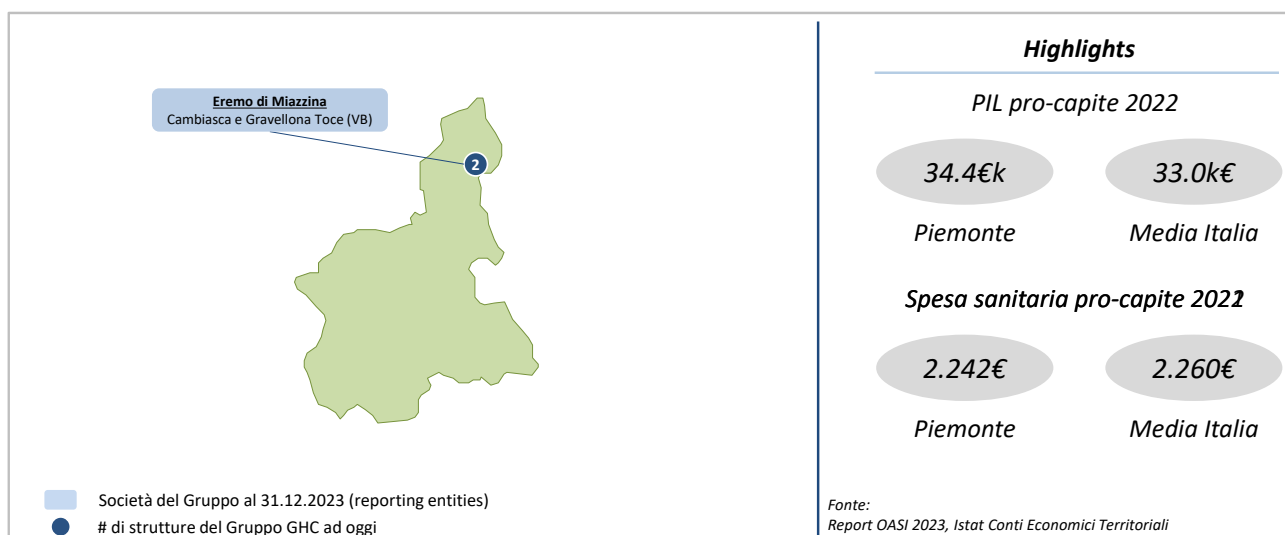 Eremo di Miazzina
Cambiasca e Gravellona Toce (VB)
2
Società del Gruppo al 31.12.2023 (reporting entities)
# di strutture del Gruppo GHC ad oggi
Highlights
PIL pro-capite 2022
34.4€k
33.0k€
Piemonte
Media Italia
Spesa sanitaria pro-capite
2.242€
2.260€
Piemonte
Media Italia
Fonte:
Report OASI 2023, Istat Conti Economici Territoriali